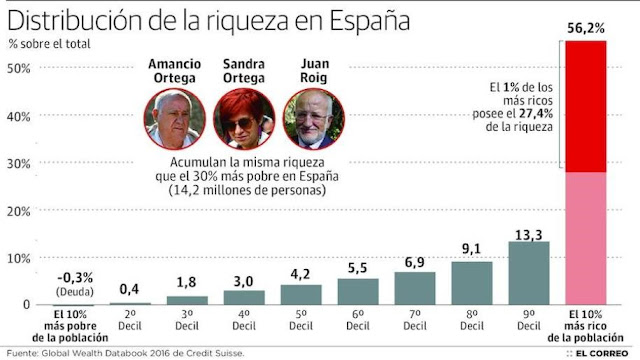 Distribución de la riqueza en España
% sobre el total
56,2%
50%
40%
30%
20%
10%
0%
Amancio
Ortega
Sandra
Ortega
Juan
Roig
Acumulan la misma riqueza
que el 30% más pobre en España
(14,2 millones de personas)
El 1% de los
más ricos
posee el 27,4%
de la riqueza
-0,3%
(Deuda)
0,4
1,8
3,0
4,2
5,5
6,9
9,1
13,3
El 10%
más pobre
de la población
2º
Decil
3º
Decil
4º
Decil
5º
Decil
6º
Decil
7º
Decil
8º
Decil
9º
Decil
El 10%
más rico de
la población
Fuente: Global Wealth Databook 2016 de Credit Suisse.
:: EL CORREO